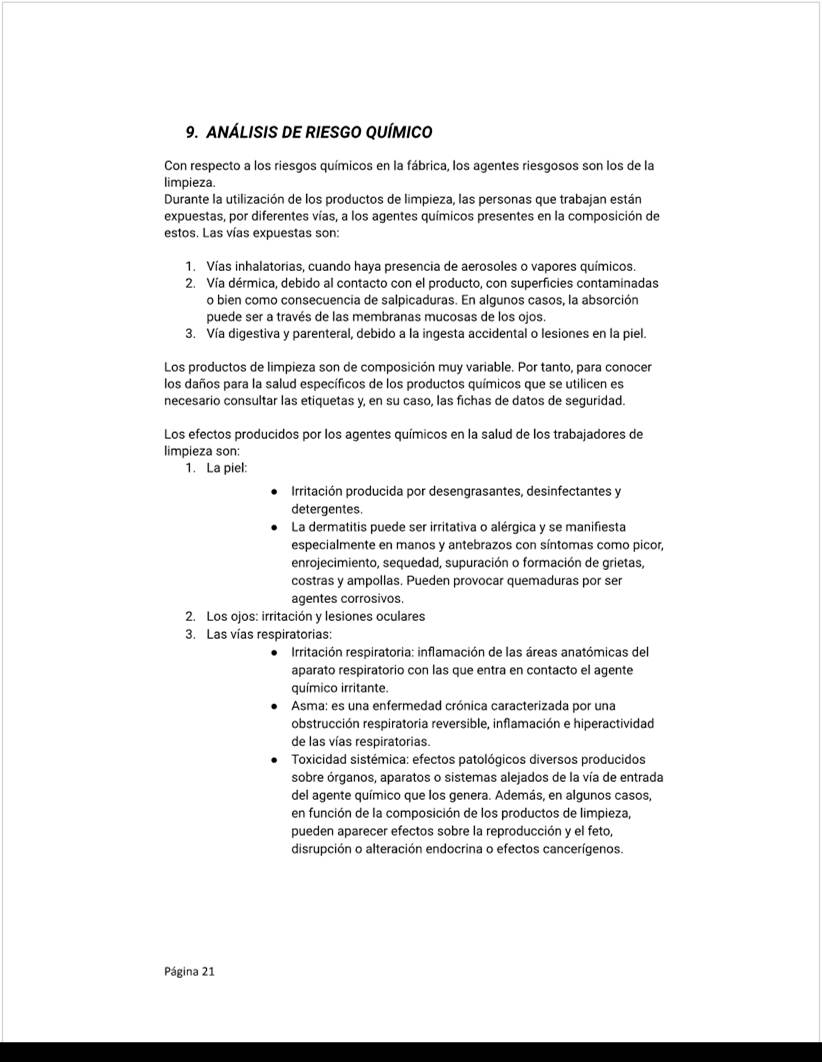 9. ANÁLISIS DE RIESGO QUÍMICO
Con respecto a los riesgos químicos en la fábrica, los agentes riesgosos son los de la
limpieza.
Durante la utilización de los productos de limpieza, las personas que trabajan están
expuestas, por diferentes vías, a los agentes químicos presentes en la composición de
estos. Las vías expuestas son:
1. Vías inhalatorias, cuando haya presencia de aerosoles o vapores químicos.
2. Vía dérmica, debido al contacto con el producto, con superficies contaminadas
o bien como consecuencia de salpicaduras. En algunos casos, la absorción
puede ser a través de las membranas mucosas de los ojos.
3. Vía digestiva y parenteral, debido a la ingesta accidental o lesiones en la piel.
Los productos de limpieza son de composición muy variable. Por tanto, para conocer
los daños para la salud específicos de los productos químicos que se utilicen es
necesario consultar las etiquetas y, en su caso, las fichas de datos de seguridad.
Los efectos producidos por los agentes químicos en la salud de los trabajadores de
limpieza son:
1. La piel:
● Irritación producida por desengrasantes, desinfectantes y
detergentes.
● La dermatitis puede ser irritativa o alérgica y se manifiesta
especialmente en manos y antebrazos con síntomas como picor,
enrojecimiento, sequedad, supuración o formación de grietas,
costras y ampollas. Pueden provocar quemaduras por ser
agentes corrosivos.
2. Los ojos: irritación y lesiones oculares
3. Las vías respiratorias:
● Irritación respiratoria: inflamación de las áreas anatómicas del
aparato respiratorio con las que entra en contacto el agente
químico irritante.
● Asma: es una enfermedad crónica caracterizada por una
obstrucción respiratoria reversible, inflamación e hiperactividad
de las vías respiratorias.
● Toxicidad sistémica: efectos patológicos diversos producidos
sobre órganos, aparatos o sistemas alejados de la vía de entrada
del agente químico que los genera. Además, en algunos casos,
en función de la composición de los productos de limpieza,
pueden aparecer efectos sobre la reproducción y el feto,
disrupción o alteración endocrina o efectos cancerígenos.
Página 21